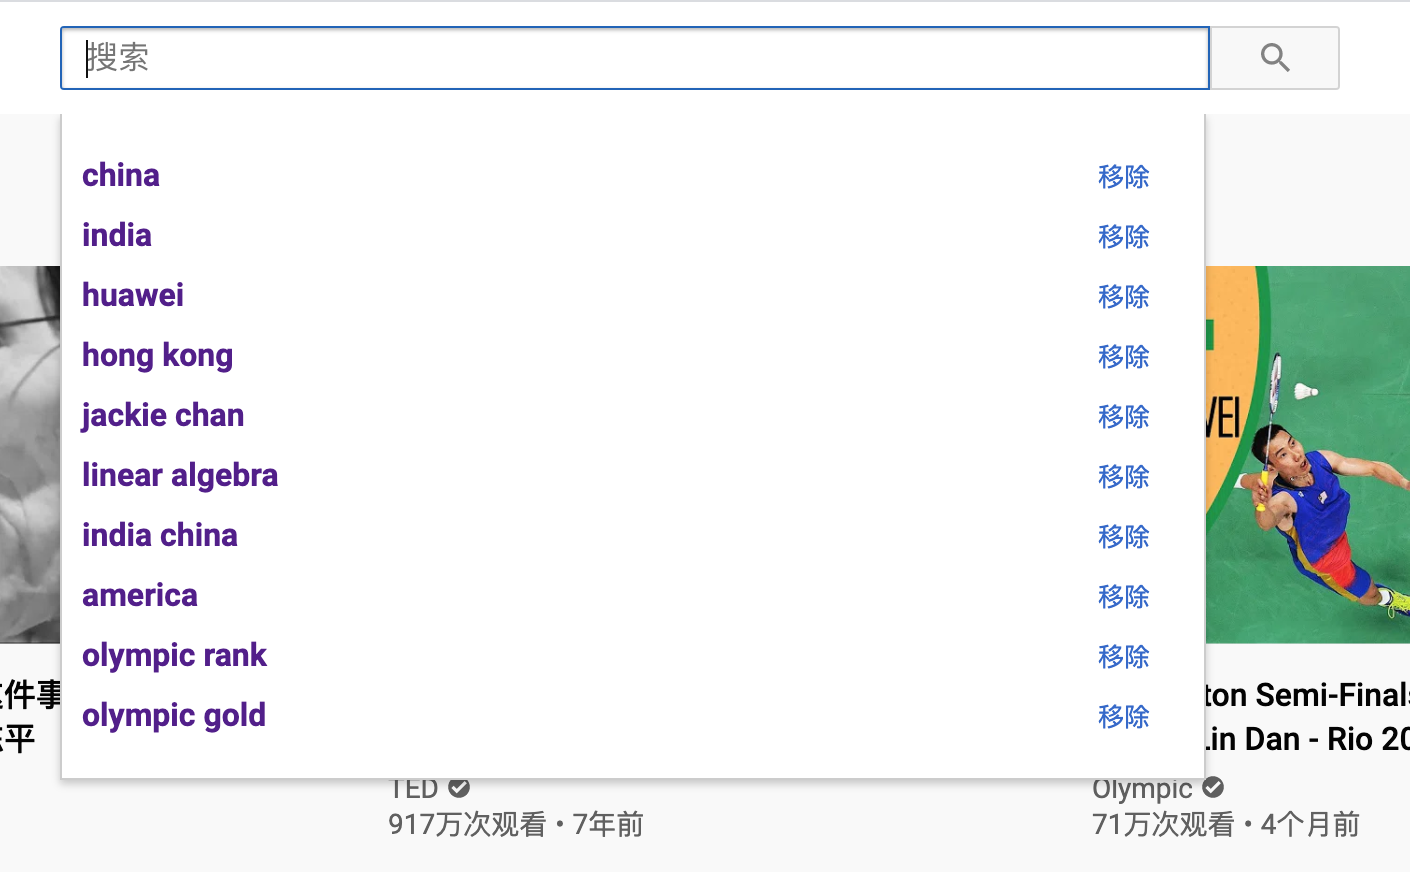 搜索
china 移除
india 移除
huawei 移除
hong kong 移除
jackie chan 移除
linear algebra 移除
india china 移除
america 移除
olympic rank 移除
olympic gold 移除
VEI
件事
平
ton Semi-Finals
Lin Dan - Rio 20
TED
917万次观看 • 7年前
Olympic
71万次观看 • 4个月前